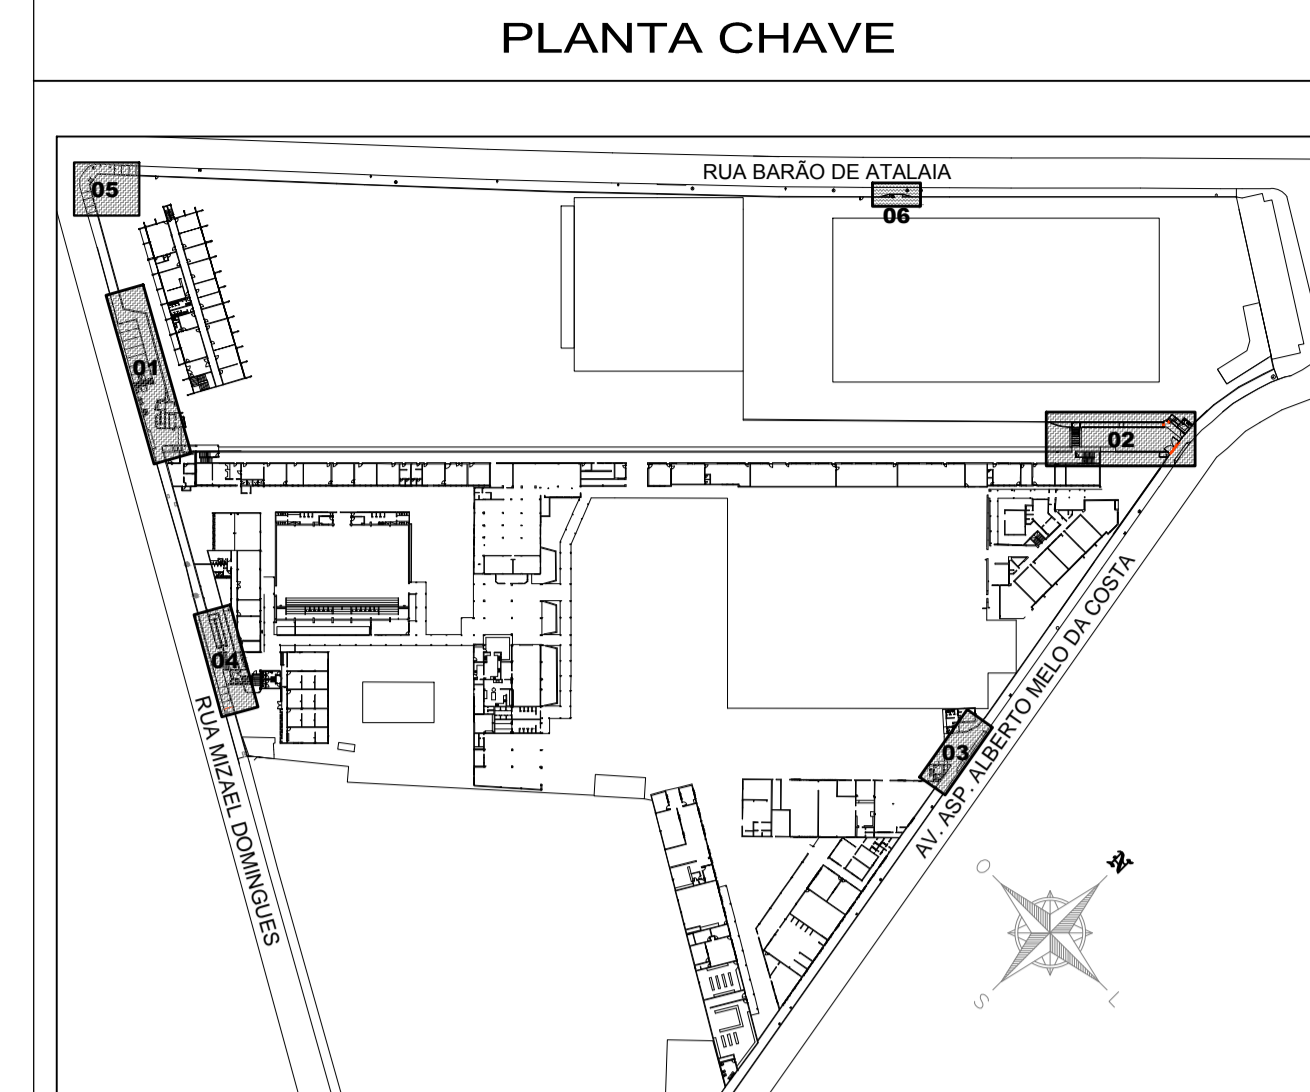 PLANTA CHAVE
RUA BARÃO DE ATALAIA
05
06
01
02
04
03
RUA MIZAEL DOMINGUES
AV. ASP. ALBERTO MELO DA COSTA
O
N
S
L